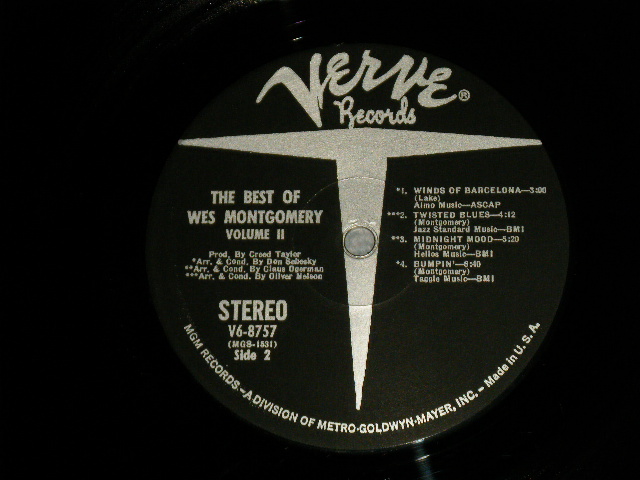 VERVE ®
Records
THE BEST OF
WES MONTGOMERY
VOLUME II
Prod. By Creed Taylor
*Arr. & Cond. By Don Sebesky
**Arr. & Cond. By Claus Ogerman
***Arr. & Cond. By Oliver Nelson
STEREO
V6-8757
(MGS-1531)
Side 2
*1. WINDS OF BARCELONA—3:06
(Lake)
Almo Music—ASCAP
***2. TWISTED BLUES—4:12
(Montgomery)
Jazz Standard Music—BMI
**3. MIDNIGHT MOOD—5:20
(Montgomery)
Helios Music—BMI
*4. BUMPIN'—6:40
(Montgomery)
Taggie Music—BMI
MGM RECORDS—A DIVISION OF METRO-GOLDWYN-MAYER, INC. – Made in U. S. A.